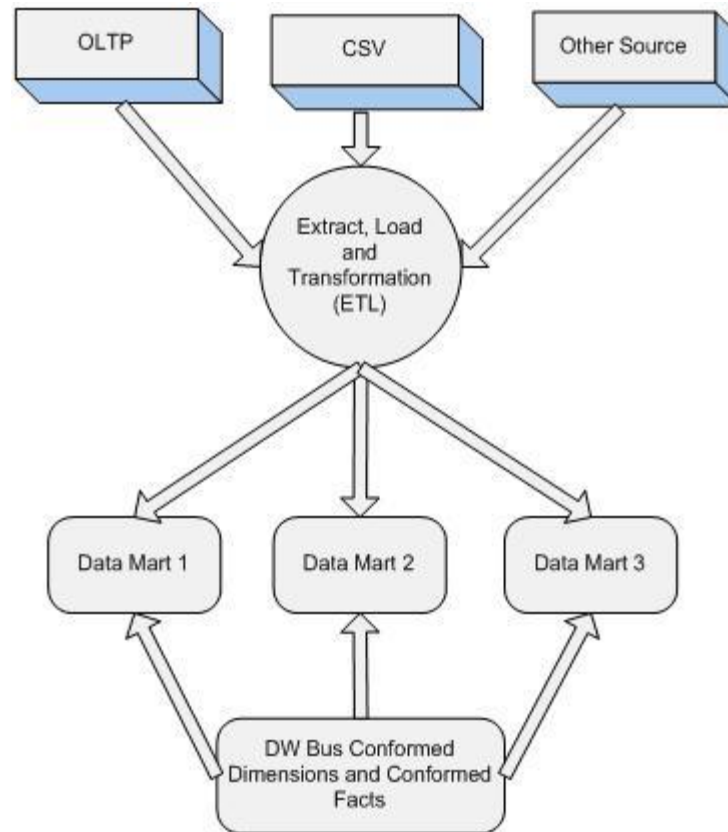 OLTP
CSV
Other Source
Extract, Load
and
Transformation
(ETL)
Data Mart 1
Data Mart 2
Data Mart 3
DW Bus Conformed
Dimensions and Conformed
Facts